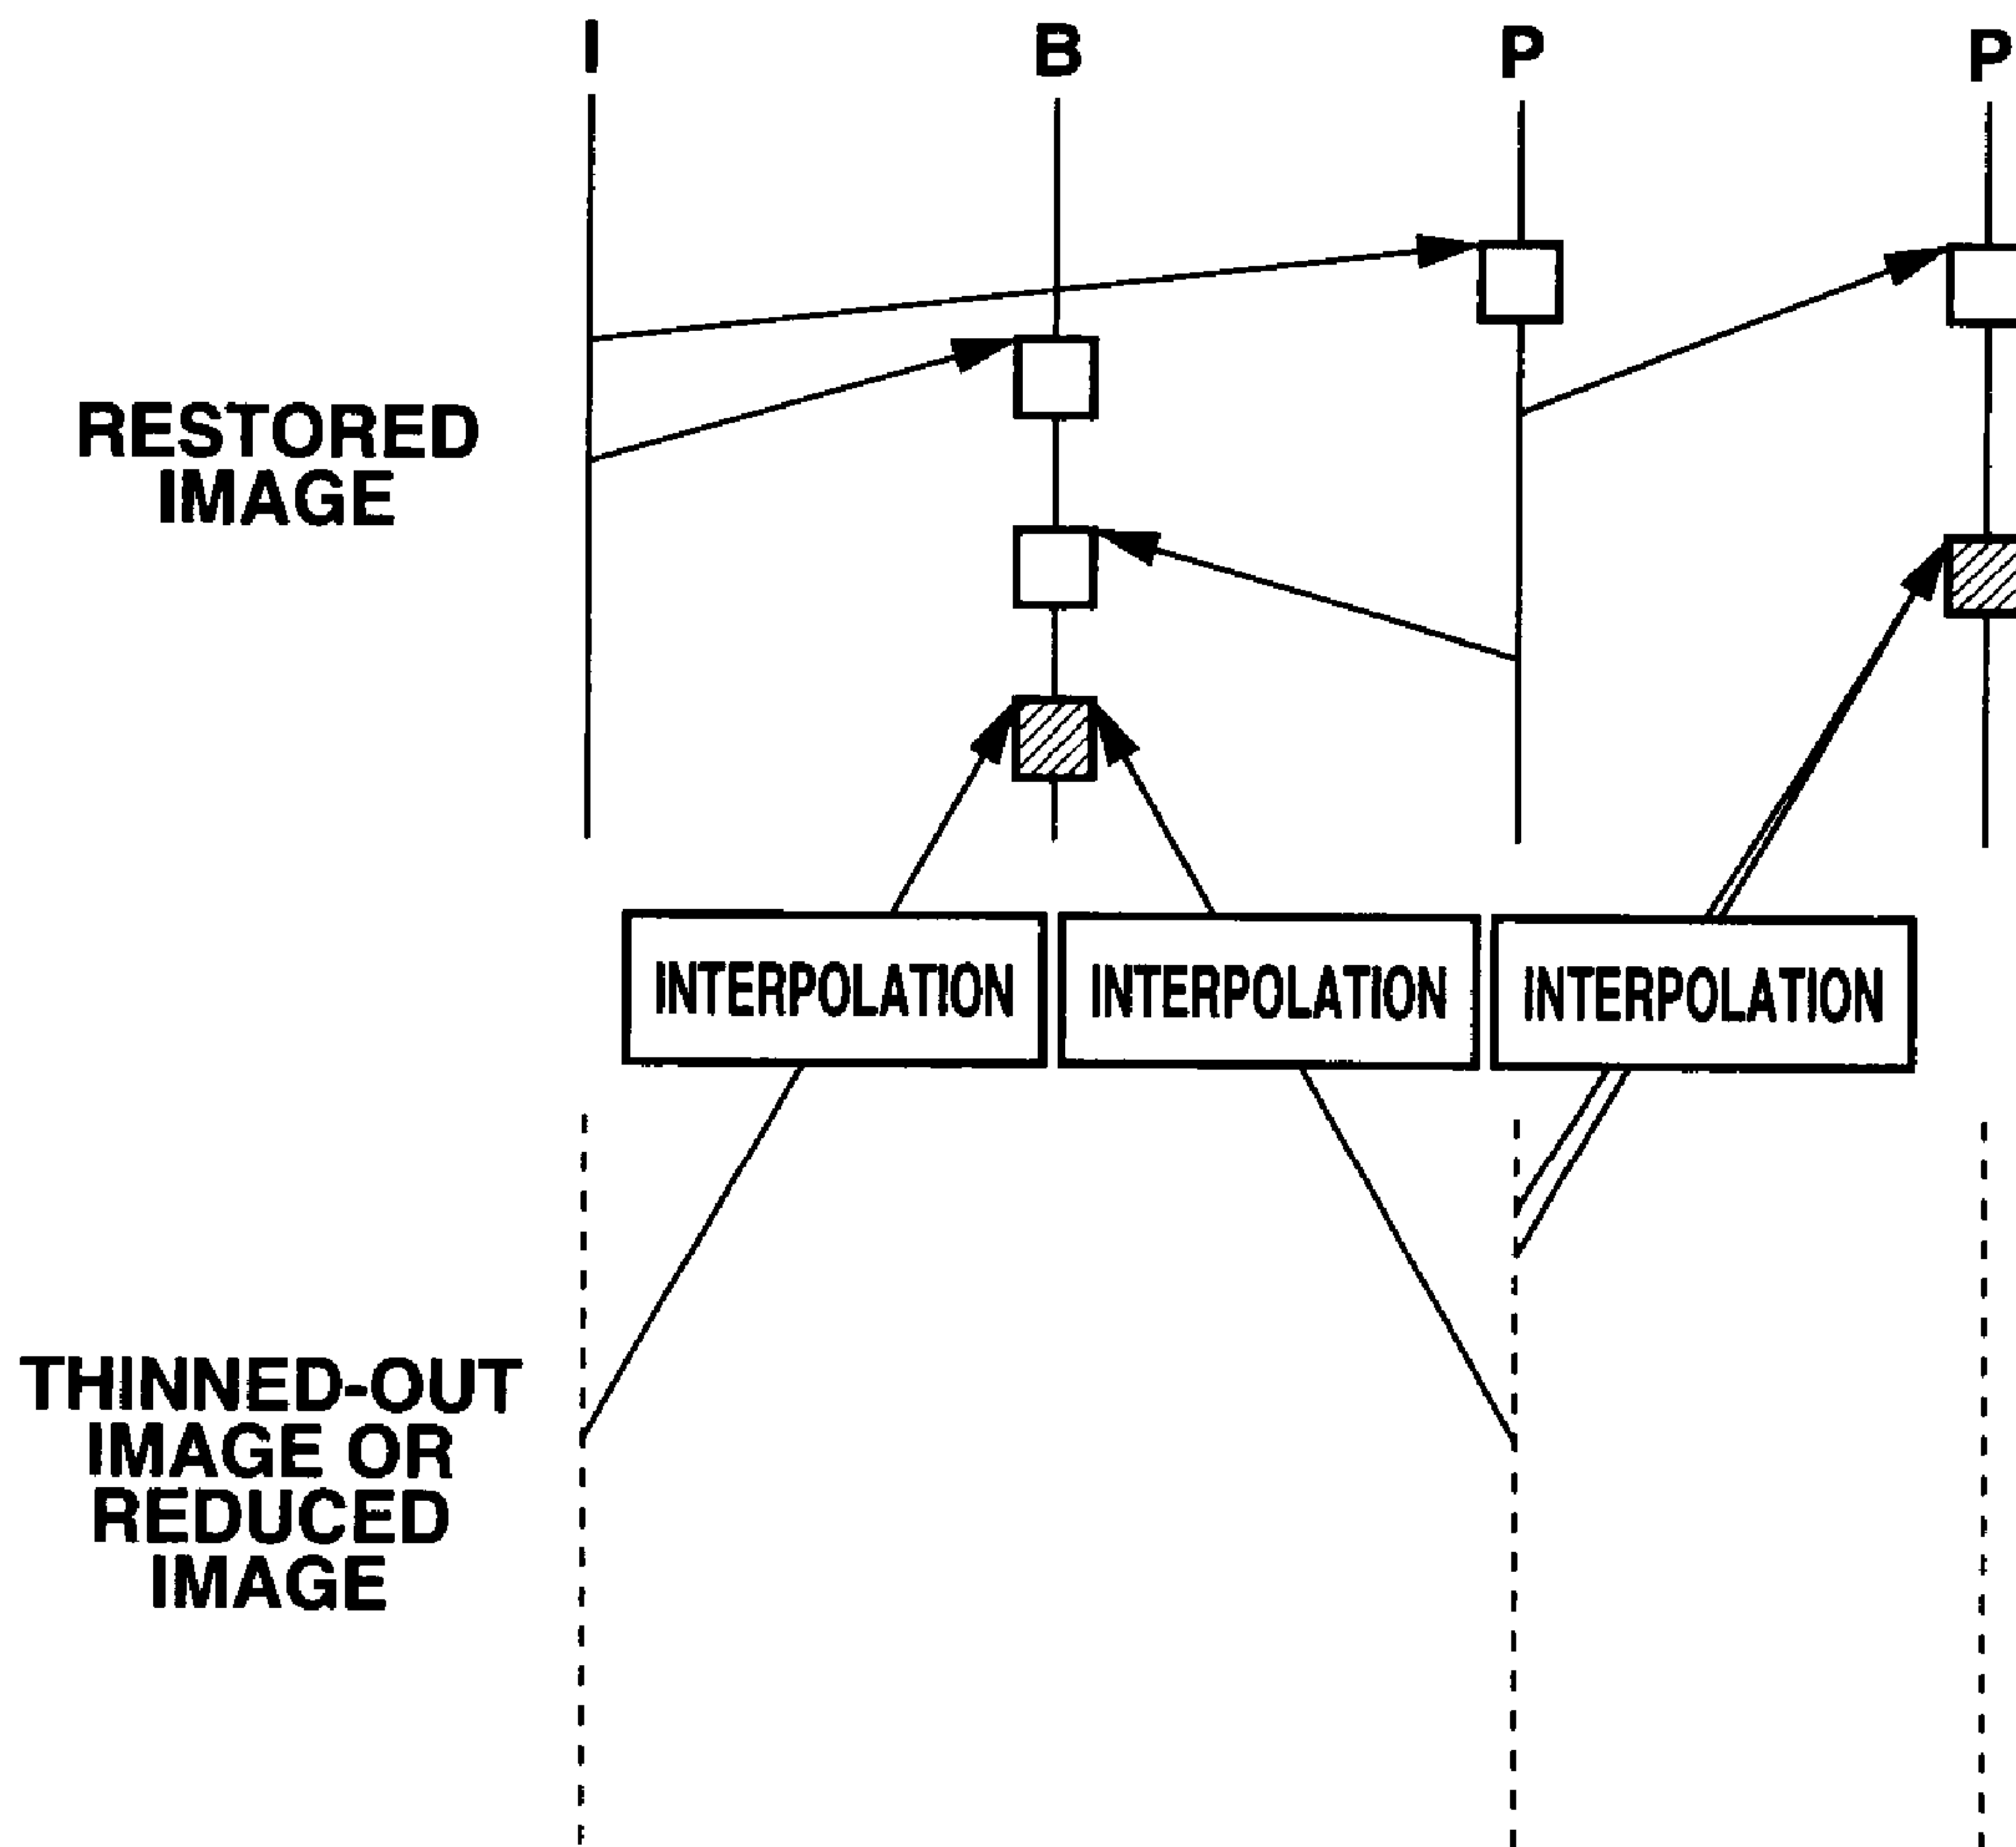 I B P P
RESTORED
IMAGE
INTERPOLATION INTERPOLATION INTERPOLATION
THINNED-OUT
IMAGE OR
REDUCED
IMAGE